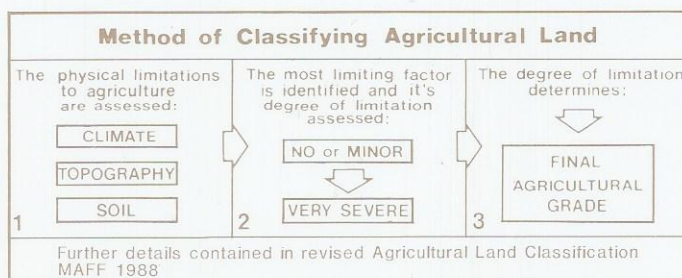 Method of Classifying Agricultural Land
The physical limitations
to agriculture
are assessed:
CLIMATE
TOPOGRAPHY
SOIL
1
The most limiting factor
is identified and it's
degree of limitation
assessed:
NO or MINOR
VERY SEVERE
2
The degree of limitation
determines:
FINAL
AGRICULTURAL
GRADE
3
Further details contained in revised Agricultural Land Classification
MAFF 1988